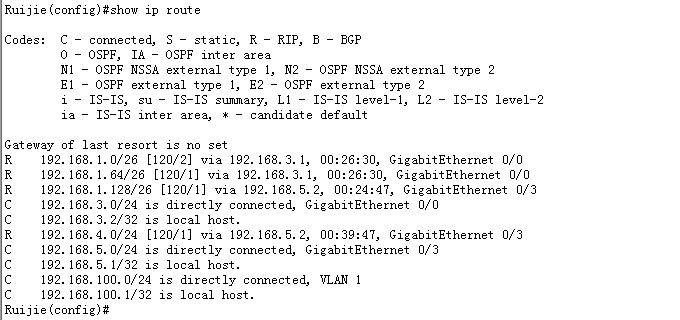 Ruijie(config)#show ip route
Codes: C - connected, S - static, R - RIP, B - BGP
O - OSPF, IA - OSPF inter area
N1 - OSPF NSSA external type 1, N2 - OSPF NSSA external type 2
E1 - OSPF external type 1, E2 - OSPF external type 2
i - IS-IS, su - IS-IS summary, L1 - IS-IS level-1, L2 - IS-IS level-2
ia - IS-IS inter area, * - candidate default
Gateway of last resort is no set
R 192.168.1.0/26 [120/2] via 192.168.3.1, 00:26:30, GigabitEthernet 0/0
R 192.168.1.64/26 [120/1] via 192.168.3.1, 00:26:30, GigabitEthernet 0/0
R 192.168.1.128/26 [120/1] via 192.168.5.2, 00:24:47, GigabitEthernet 0/3
C 192.168.3.0/24 is directly connected, GigabitEthernet 0/0
C 192.168.3.2/32 is local host.
R 192.168.4.0/24 [120/1] via 192.168.5.2, 00:39:47, GigabitEthernet 0/3
C 192.168.5.0/24 is directly connected, GigabitEthernet 0/3
C 192.168.5.1/32 is local host.
C 192.168.100.0/24 is directly connected, VLAN 1
C 192.168.100.1/32 is local host.
Ruijie(config)#